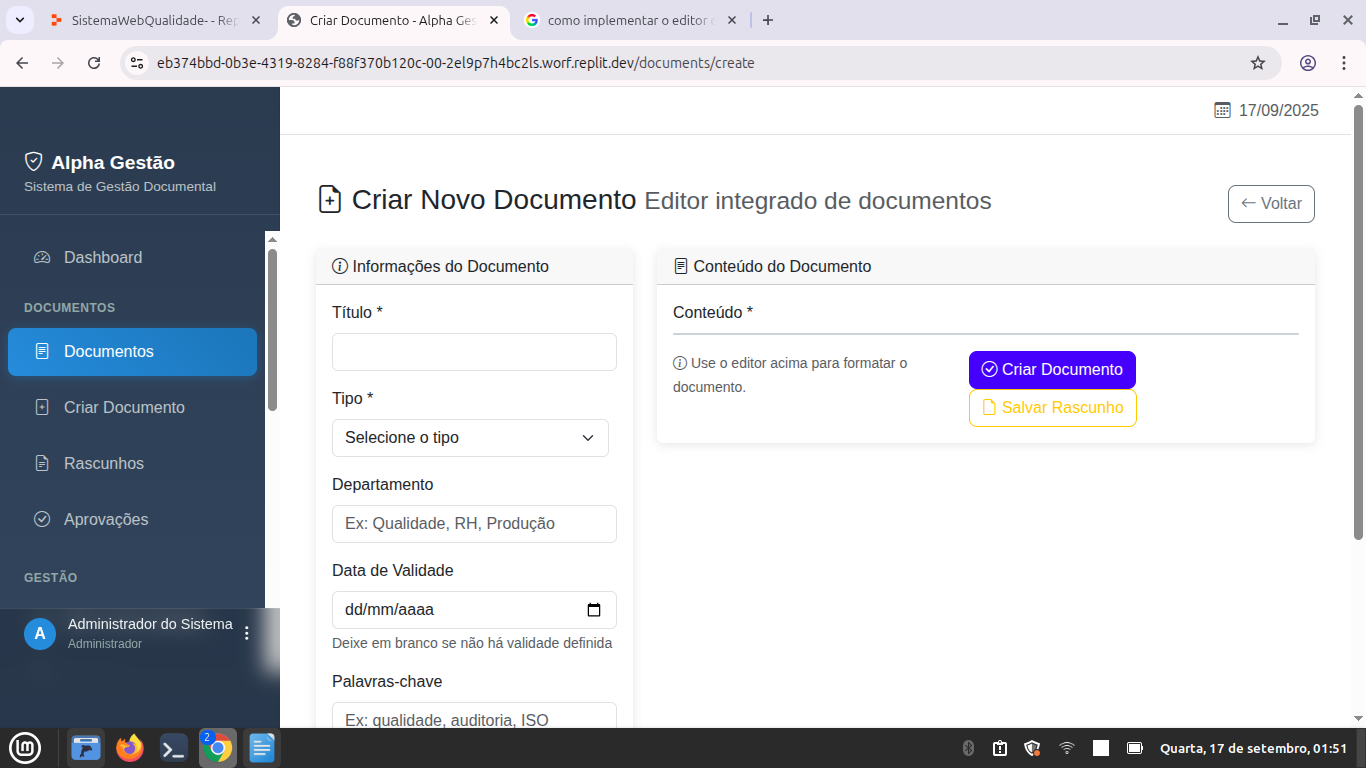 SistemaWebQualidade- - Rep
Criar Documento - Alpha Ges
como implementar o editor e
eb374bbd-0b3e-4319-8284-f88f370b120c-00-2el9p7h4bc2ls.worf.replit.dev/documents/create
17/09/2025
Alpha Gestão
Sistema de Gestão Documental
Dashboard
DOCUMENTOS
Documentos
Criar Documento
Rascunhos
Aprovações
GESTÃO
A
Administrador do Sistema
Administrador
Criar Novo Documento Editor integrado de documentos
Voltar
Informações do Documento
Título *
Tipo *
Selecione o tipo
Departamento
Ex: Qualidade, RH, Produção
Data de Validade
dd/mm/aaaa
Deixe em branco se não há validade definida
Palavras-chave
Ex: qualidade, auditoria, ISO
Conteúdo do Documento
Conteúdo *
Use o editor acima para formatar o
documento.
Criar Documento
Salvar Rascunho
2
Quarta, 17 de setembro, 01:51